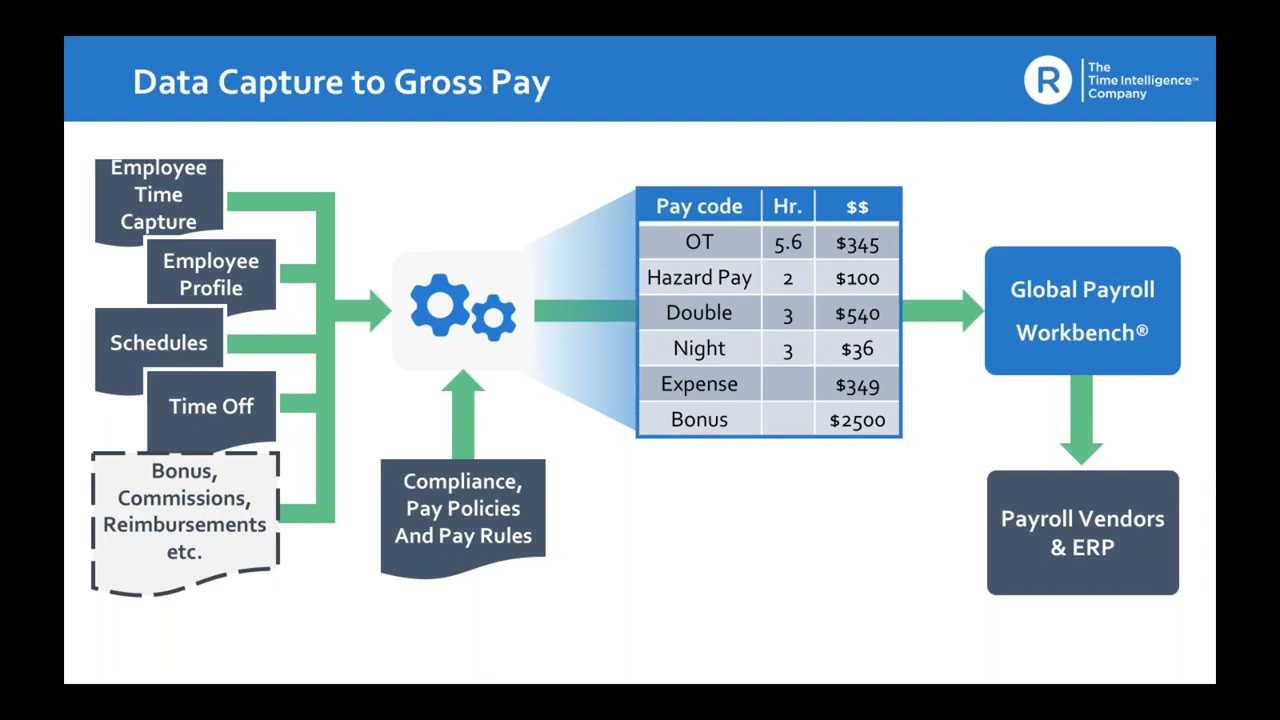 Data Capture to Gross Pay
R
The
Time Intelligence™
Company
Employee
Time
Capture
Employee
Profile
Schedules
Time Off
Bonus,
Commissions,
Reimbursements
etc.
Compliance,
Pay Policies
And Pay Rules
Pay code Hr. $$
OT 5.6 $345
Hazard Pay 2 $100
Double 3 $540
Night 3 $36
Expense $349
Bonus $2500
Global Payroll
Workbench®
Payroll Vendors
& ERP